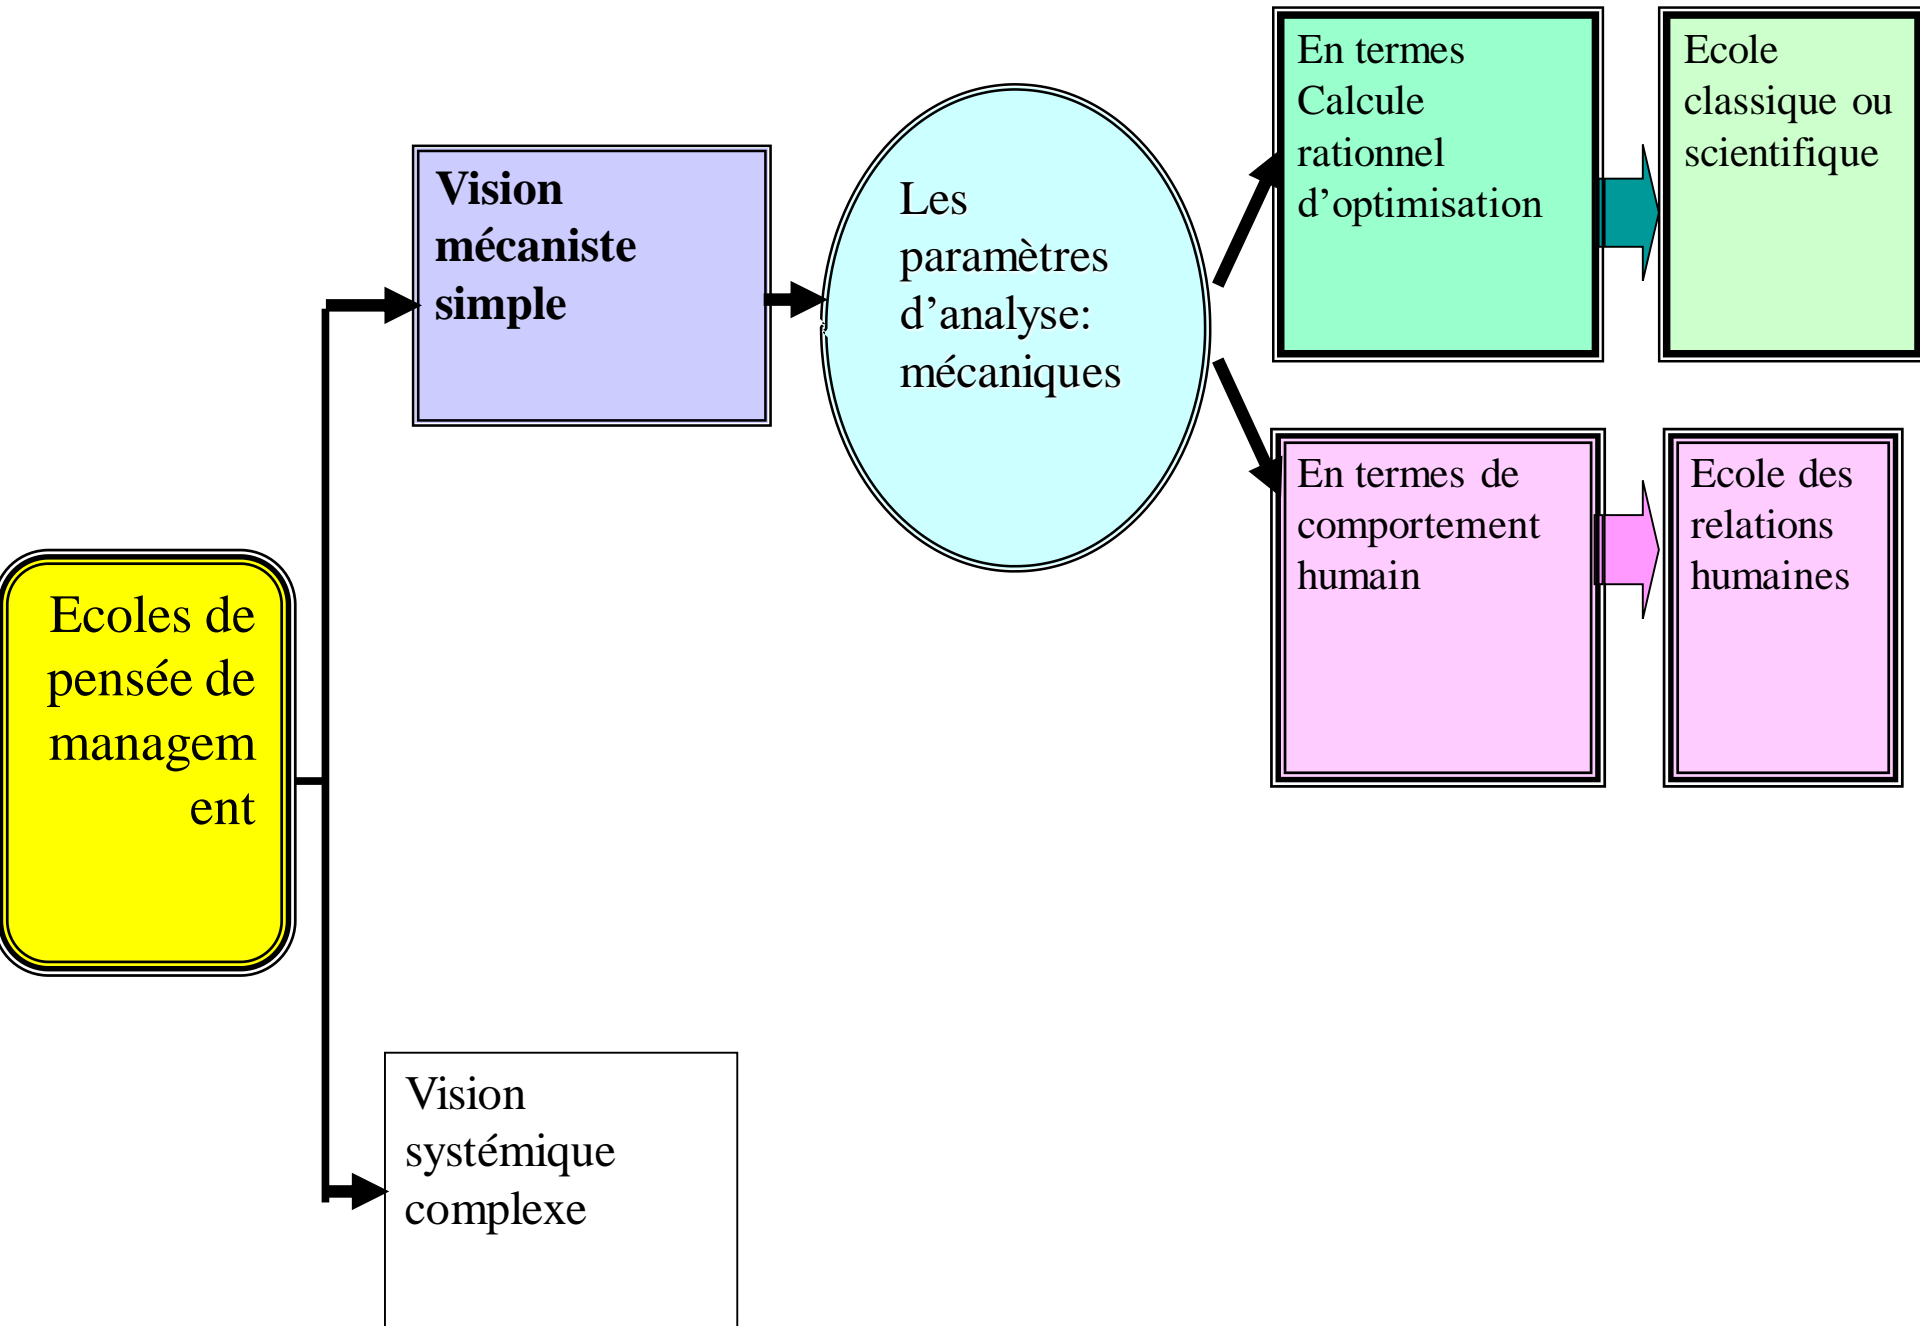 Ecoles de
pensée de
managem
ent
Vision
mécaniste
simple
Les
paramètres
d’analyse:
mécaniques
En termes
Calcule
rationnel
d’optimisation
Ecole
classique ou
scientifique
En termes de
comportement
humain
Ecole des
relations
humaines
Vision
systémique
complexe